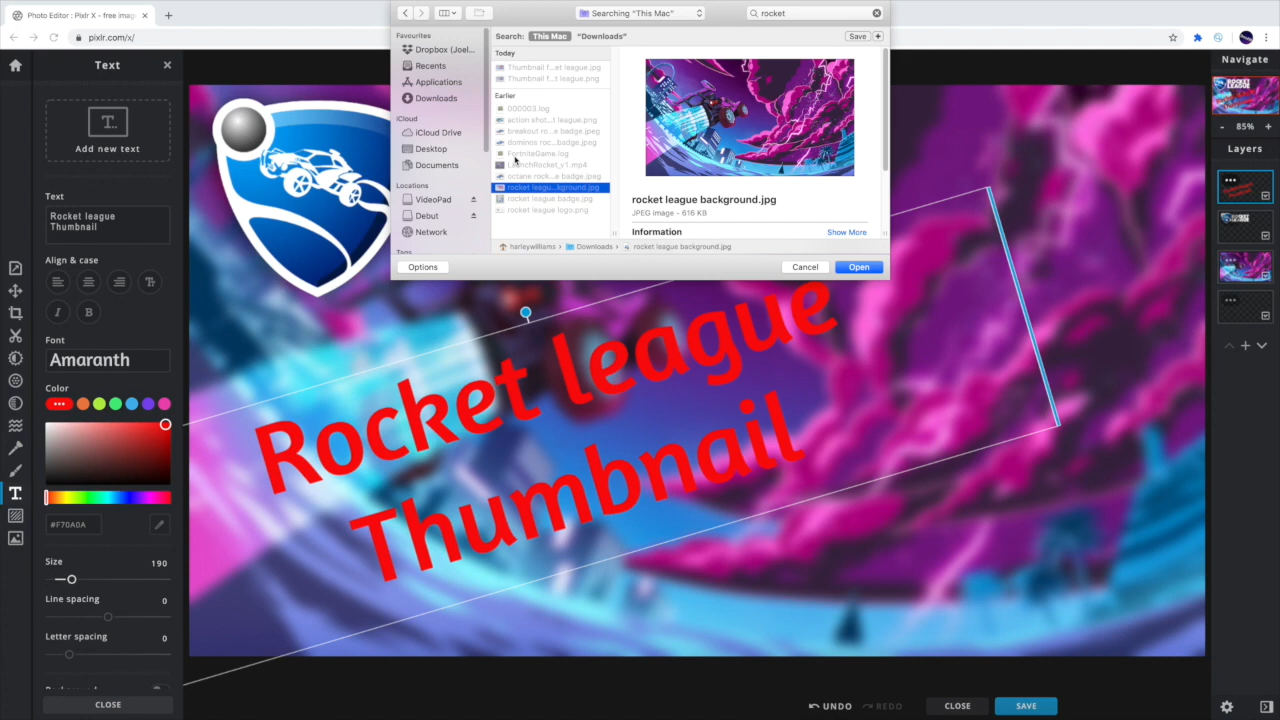 Photo Editor : Pixlr X - free imag
pixlr.com/x/
Searching "This Mac"
rocket
Search: This Mac "Downloads" Save
Favourites
Dropbox (Joel...
Recents
Applications
Downloads
iCloud
iCloud Drive
Desktop
Documents
Locations
VideoPad
Debut
Network
Tags
Today
Thumbnail f...et league.jpg
Thumbnail f...t league.png
Earlier
000003.log
action shot...t league.png
breakout ro...e badge.jpeg
dominos roc...badge.jpeg
FortniteGame.log
LaunchRocket_v1.mp4
octane rock...e badge.jpeg
rocket leagu...kground.jpg
rocket league badge.jpg
rocket league logo.png
rocket league background.jpg
JPEG image - 616 KB
Information Show More
harleywilliams Downloads rocket league background.jpg
Options Cancel Open
Text
T..
Add new text
Text
Rocket league
Thumbnail
Align & case
I B
Font
Amaranth
Color
#F70A0A
Size 190
Line spacing 0
Letter spacing 0
CLOSE
Rocket league
Thumbnail
Navigate
ROCKET
LEAGUE
- 85% +
Layers
UNDO REDO CLOSE SAVE